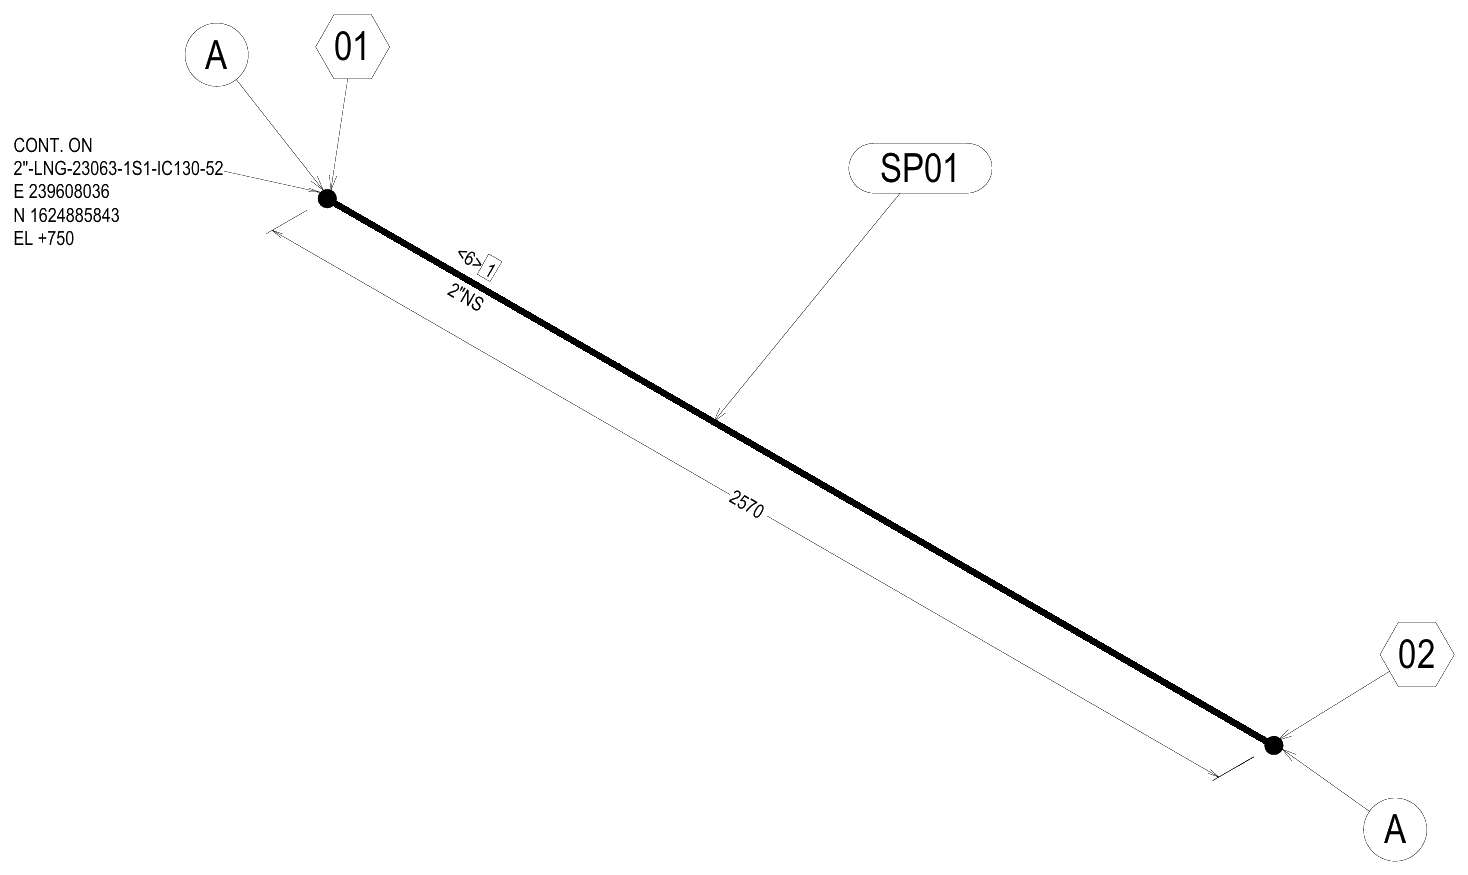 A
01
CONT. ON
2"-LNG-23063-1S1-IC130-52
E 239608036
N 1624885843
EL +750
SP01
<6> 1
2"NS
2570
02
A